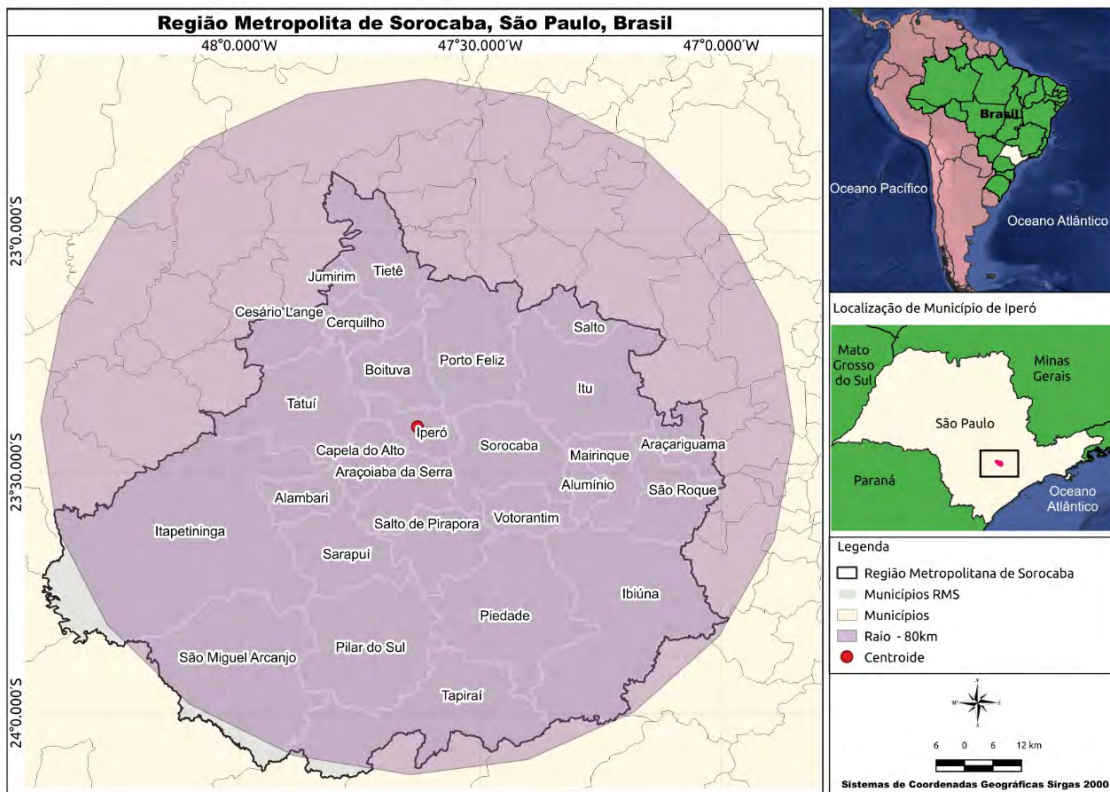 Região Metropolita de Sorocaba, São Paulo, Brasil
48°0.000'W
47°30.000'W
47°0.000'W
23°0.000'S
23°30.000'S
24°0.000'S
Tietê
Jumirim
Cesário Lange
Cerquilho
Salto
Porto Feliz
Boituva
Itu
Tatuí
Iperó
Sorocaba
Araçariguama
Capela do Alto
Mairinque
Araçoiaba da Serra
Alumínio
São Roque
Alambari
Votorantim
Salto de Pirapora
Itapetininga
Sarapuí
Ibiúna
Piedade
Pilar do Sul
São Miguel Arcanjo
Tapiraí
Brasil
Oceano Pacífico
Oceano Atlântico
Localização de Município de Iperó
Mato
Grosso
do Sul
Minas
Gerais
São Paulo
Paraná
Oceano
Atlântico
Legenda
Região Metropolitana de Sorocaba
Municípios RMS
Municípios
Raio - 80km
Centroide
N
W
E
S
6 0 6 12 km
Sistemas de Coordenadas Geográficas Sirgas 2000